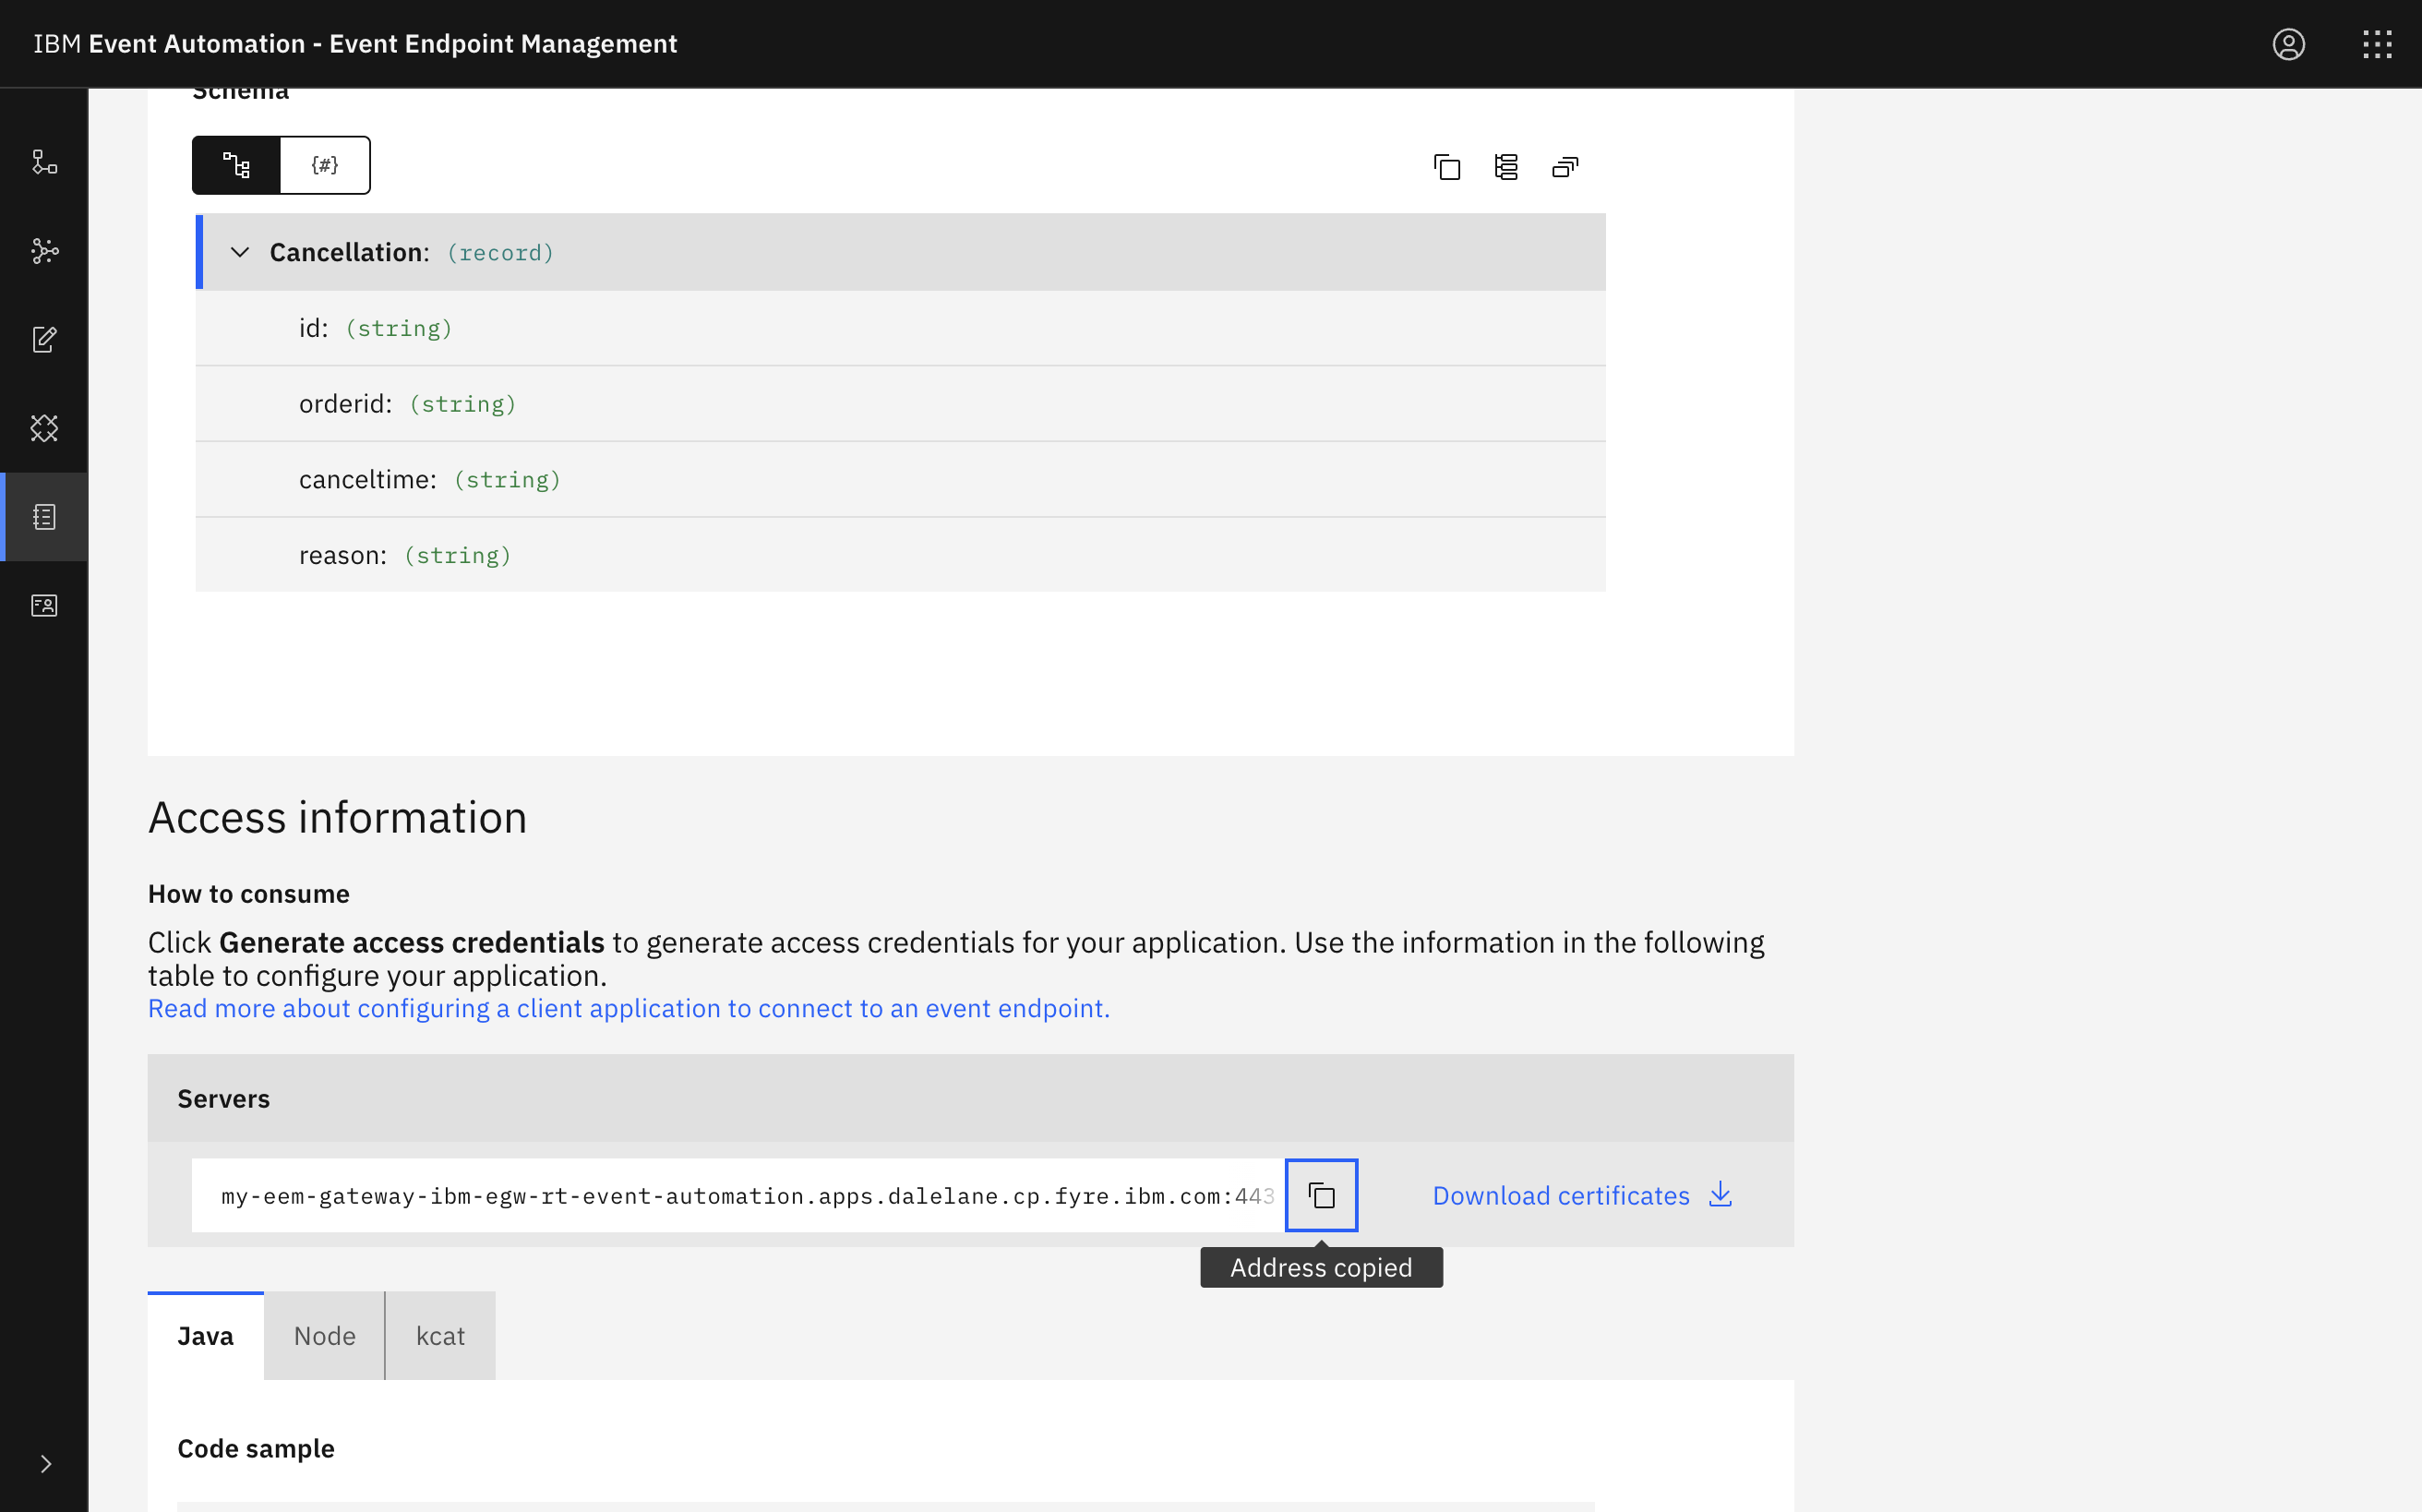 IBM Event Automation - Event Endpoint Management
Schema
{#}
Cancellation: (record)
id: (string)
orderid: (string)
canceltime: (string)
reason: (string)
Access information
How to consume
Click Generate access credentials to generate access credentials for your application. Use the information in the following
table to configure your application.
Read more about configuring a client application to connect to an event endpoint.
Servers
my-eem-gateway-ibm-egw-rt-event-automation.apps.dalelane.cp.fyre.ibm.com:443
Download certificates
Address copied
Java
Node
kcat
Code sample